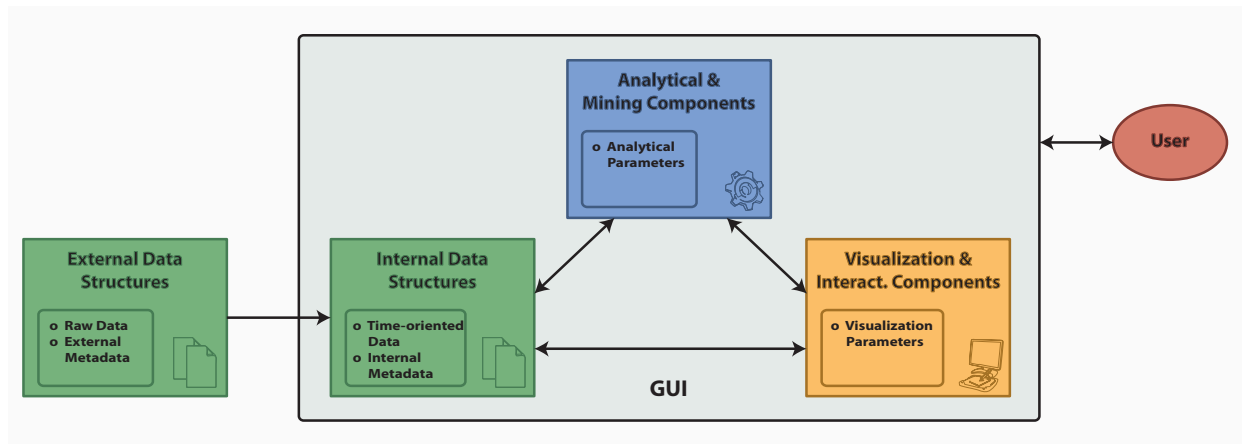 Analytical &
Mining Components
o Analytical
Parameters
User
External Data
Structures
o Raw Data
o External
Metadata
Internal Data
Structures
o Time-oriented
Data
o Internal
Metadata
Visualization &
Interact. Components
o Visualization
Parameters
GUI